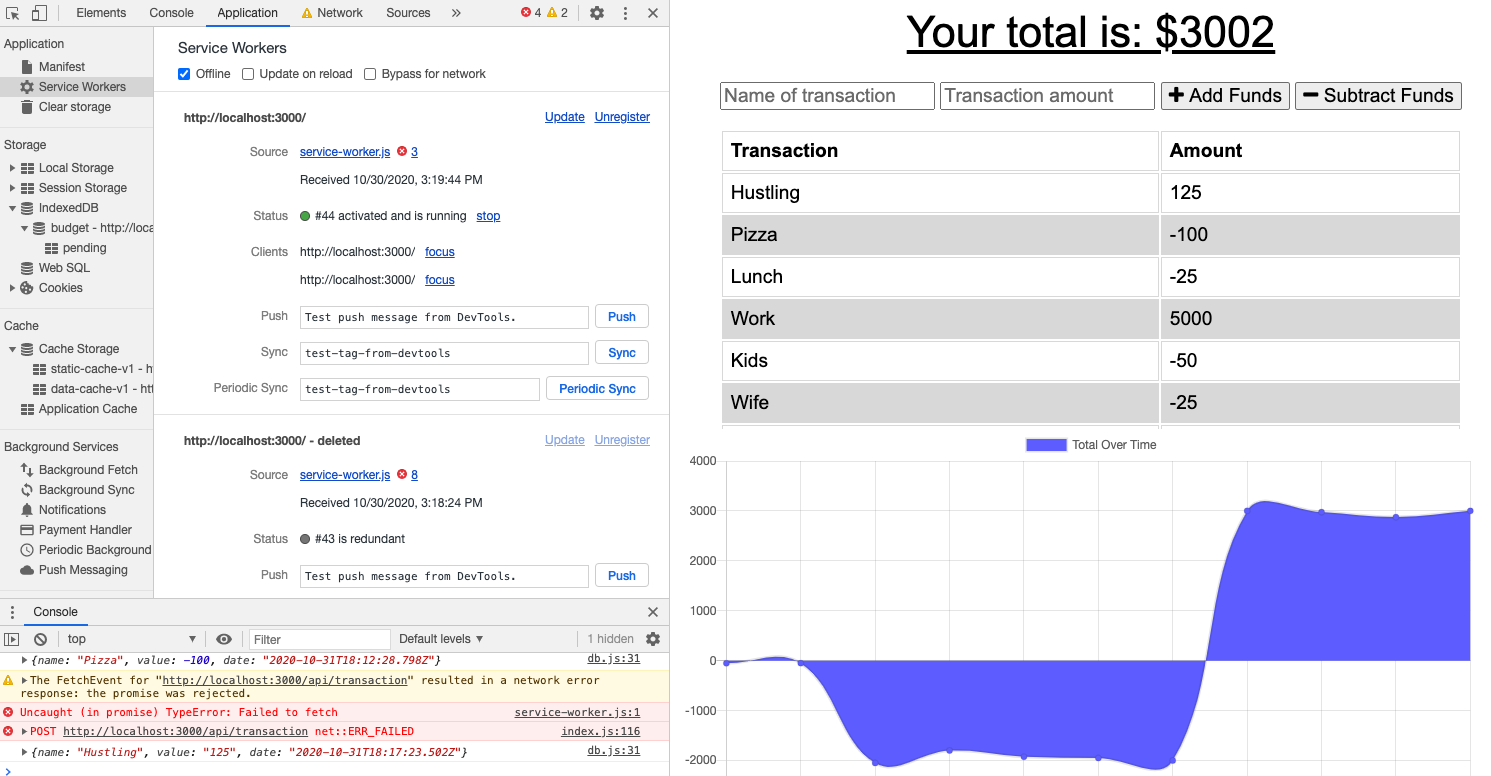 Elements Console Application Network Sources » 4 2
Application
Manifest
Service Workers
Clear storage
Storage
Local Storage
Session Storage
IndexedDB
budget - http://loca
pending
Web SQL
Cookies
Cache
Cache Storage
static-cache-v1 - h
data-cache-v1 - htt
Application Cache
Background Services
Background Fetch
Background Sync
Notifications
Payment Handler
Periodic Background
Push Messaging
Service Workers
Offline Update on reload Bypass for network
http://localhost:3000/ Update Unregister
Source service-worker.js 3
Received 10/30/2020, 3:19:44 PM
Status #44 activated and is running stop
Clients http://localhost:3000/ focus
http://localhost:3000/ focus
Push Test push message from DevTools. Push
Sync test-tag-from-devtools Sync
Periodic Sync test-tag-from-devtools Periodic Sync
http://localhost:3000/ - deleted Update Unregister
Source service-worker.js 8
Received 10/30/2020, 3:18:24 PM
Status #43 is redundant
Push Test push message from DevTools. Push
Console
top Filter Default levels 1 hidden
{name: "Pizza", value: -100, date: "2020-10-31T18:12:28.798Z"} db.js:31
The FetchEvent for "http://localhost:3000/api/transaction" resulted in a network error
response: the promise was rejected.
Uncaught (in promise) TypeError: Failed to fetch service-worker.js:1
POST http://localhost:3000/api/transaction net::ERR_FAILED index.js:116
{name: "Hustling", value: "125", date: "2020-10-31T18:17:23.502Z"} db.js:31
Your total is: $3002
Name of transaction Transaction amount Add Funds Subtract Funds
Transaction Amount
Hustling 125
Pizza -100
Lunch -25
Work 5000
Kids -50
Wife -25
Total Over Time
4000
3000
2000
1000
0
-1000
-2000